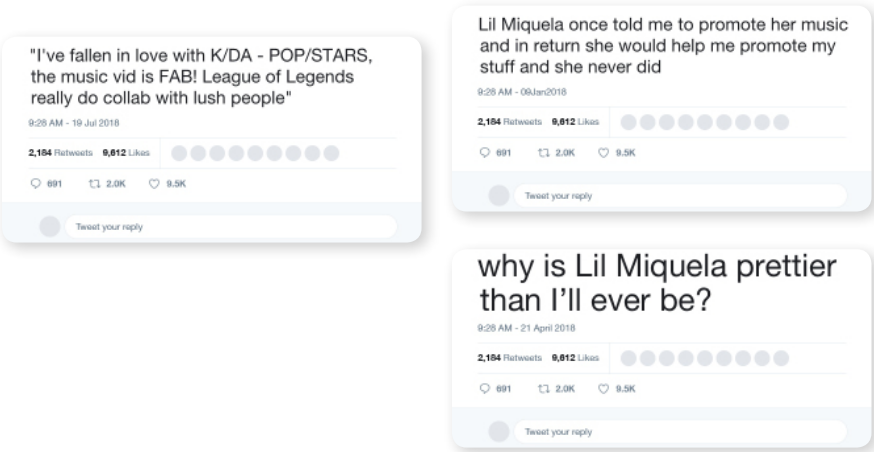 "I've fallen in love with K/DA - POP/STARS,
the music vid is FAB! League of Legends
really do collab with lush people"
9:28 AM - 19 Jul 2018
2,184 Retweets 9,612 Likes
691 2.0K 9.5K
Tweet your reply
Lil Miquela once told me to promote her music
and in return she would help me promote my
stuff and she never did
9:28 AM - 09Jan2018
2,184 Retweets 9,612 Likes
691 2.0K 9.5K
Tweet your reply
why is Lil Miquela prettier
than I’ll ever be?
9:28 AM - 21 April 2018
2,184 Retweets 9,612 Likes
691 2.0K 9.5K
Tweet your reply